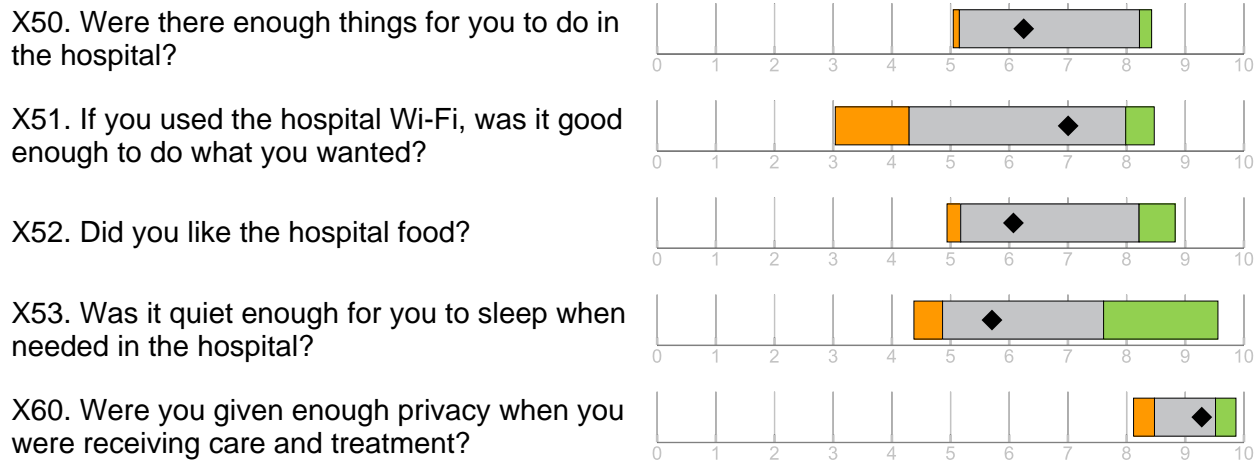 X50. Were there enough things for you to do in
the hospital?
0 1 2 3 4 5 6 7 8 9 10
X51. If you used the hospital Wi-Fi, was it good
enough to do what you wanted?
0 1 2 3 4 5 6 7 8 9 10
X52. Did you like the hospital food?
0 1 2 3 4 5 6 7 8 9 10
X53. Was it quiet enough for you to sleep when
needed in the hospital?
0 1 2 3 4 5 6 7 8 9 10
X60. Were you given enough privacy when you
were receiving care and treatment?
0 1 2 3 4 5 6 7 8 9 10